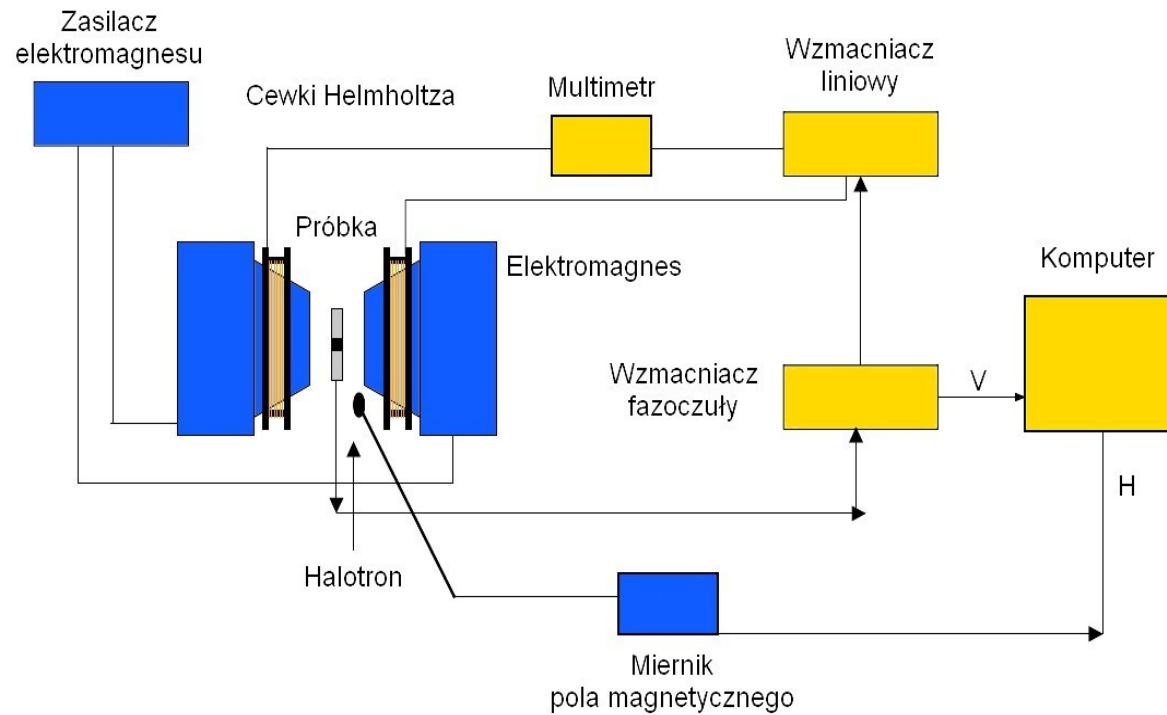 Zasilacz
elektromagnesu
Cewki Helmholtza
Multimetr
Wzmacniacz
liniowy
Próbka
Elektromagnes
Komputer
Wzmacniacz
fazoczuły
V
H
Halotron
Miernik
pola magnetycznego